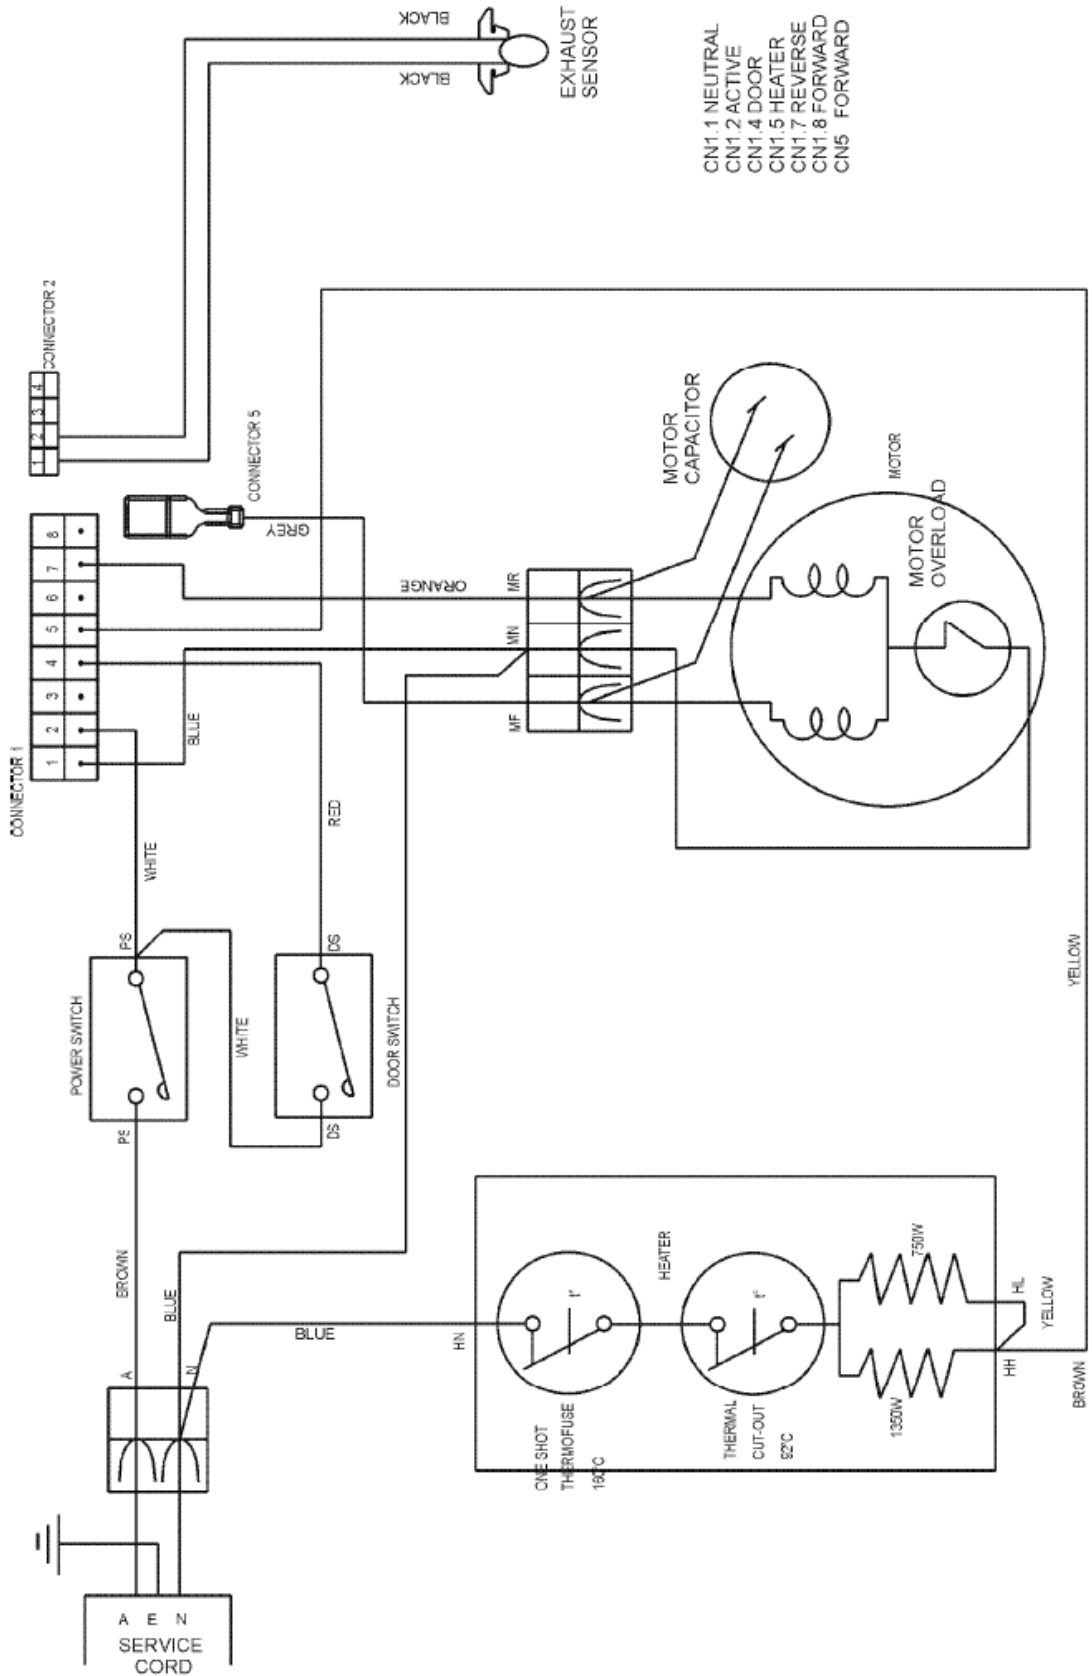 BLACK
BLACK
EXHAUST
SENSOR
CN1.1 NEUTRAL
CN1.2 ACTIVE
CN1.4 DOOR
CN1.5 HEATER
CN1.7 REVERSE
CN1.8 FORWARD
CN5 FORWARD
CONNECTOR 2
1 2 3 4
CONNECTOR 5
GREY
CONNECTOR 1
1 2 3 4 5 6 7 8
ORANGE
BLUE
WHITE
RED
MF MN MR
MOTOR
CAPACITOR
MOTOR
MOTOR
OVERLOAD
POWER SWITCH
PS
PS
WHITE
DS
DS
DOOR SWITCH
YELLOW
BROWN
BLUE
BLUE
A
N
HN
HEATER
t°
t°
ONE SHOT
THERMOFUSE
160°C
THERMAL
CUT-OUT
92°C
1350W
750W
HH
HL
YELLOW
BROWN
A E N
SERVICE
CORD